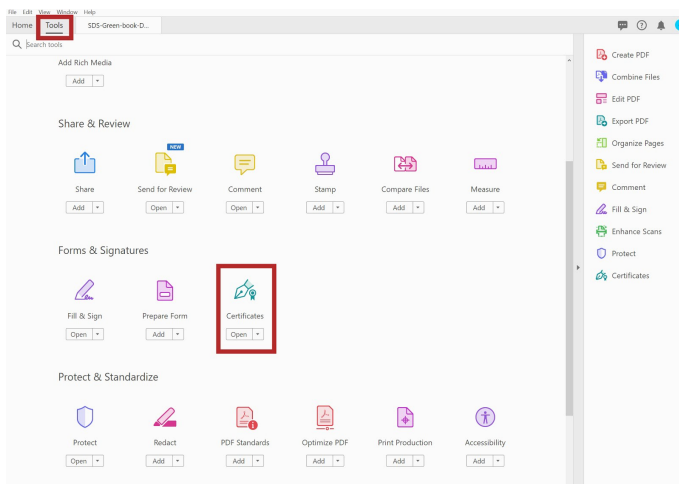 File Edit View Window Help
Home Tools SDS-Green-book-D...
Search tools
Add Rich Media
Add
Share & Review
NEW
Share Send for Review Comment Stamp Compare Files Measure
Add Open Open Add Add Add
Forms & Signatures
Fill & Sign Prepare Form Certificates
Open Add Open
Protect & Standardize
Protect Redact PDF Standards Optimize PDF Print Production Accessibility
Open Add Add Add Add Add
Create PDF
Combine Files
Edit PDF
Export PDF
Organize Pages
Send for Review
Comment
Fill & Sign
Enhance Scans
Protect
Certificates